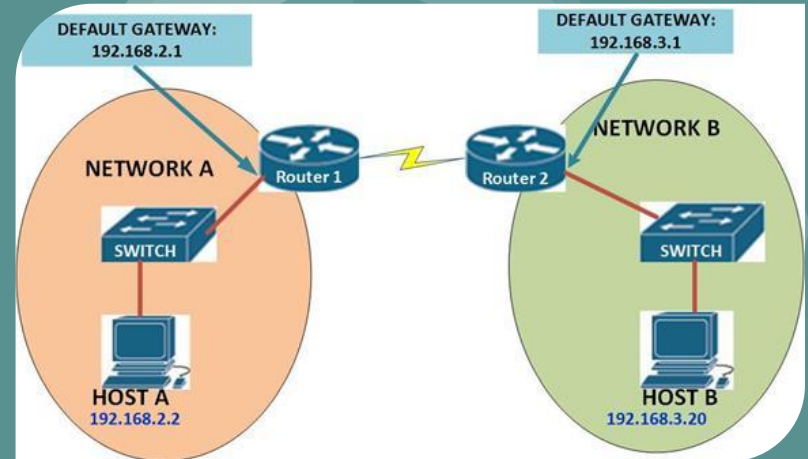 DEFAULT GATEWAY:
192.168.2.1
DEFAULT GATEWAY:
192.168.3.1
NETWORK A
Router 1
Router 2
NETWORK B
SWITCH
SWITCH
HOST A
192.168.2.2
HOST B
192.168.3.20